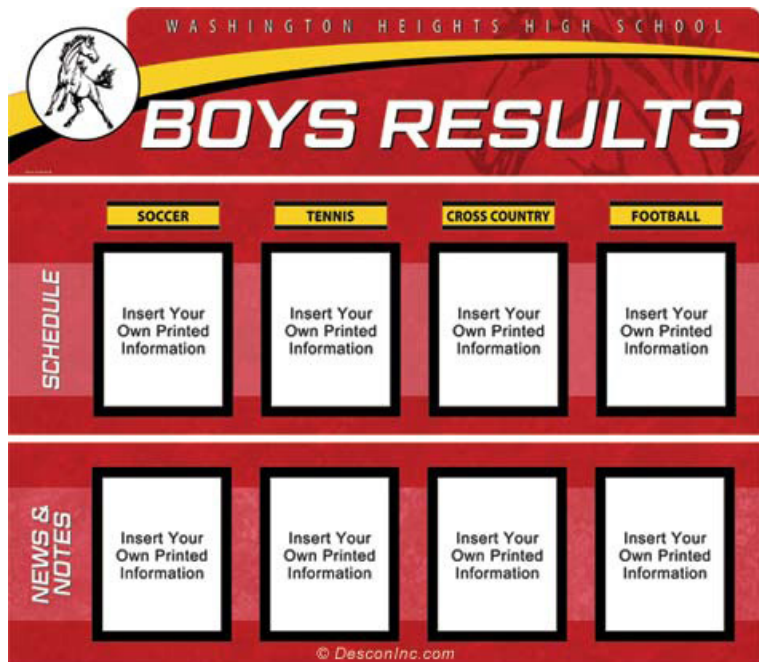 WASHINGTON HEIGHTS HIGH SCHOOL
BOYS RESULTS
SOCCER
TENNIS
CROSS COUNTRY
FOOTBALL
SCHEDULE
Insert Your
Own Printed
Information
Insert Your
Own Printed
Information
Insert Your
Own Printed
Information
Insert Your
Own Printed
Information
NEWS &
NOTES
Insert Your
Own Printed
Information
Insert Your
Own Printed
Information
Insert Your
Own Printed
Information
Insert Your
Own Printed
Information
© DesconInc.com